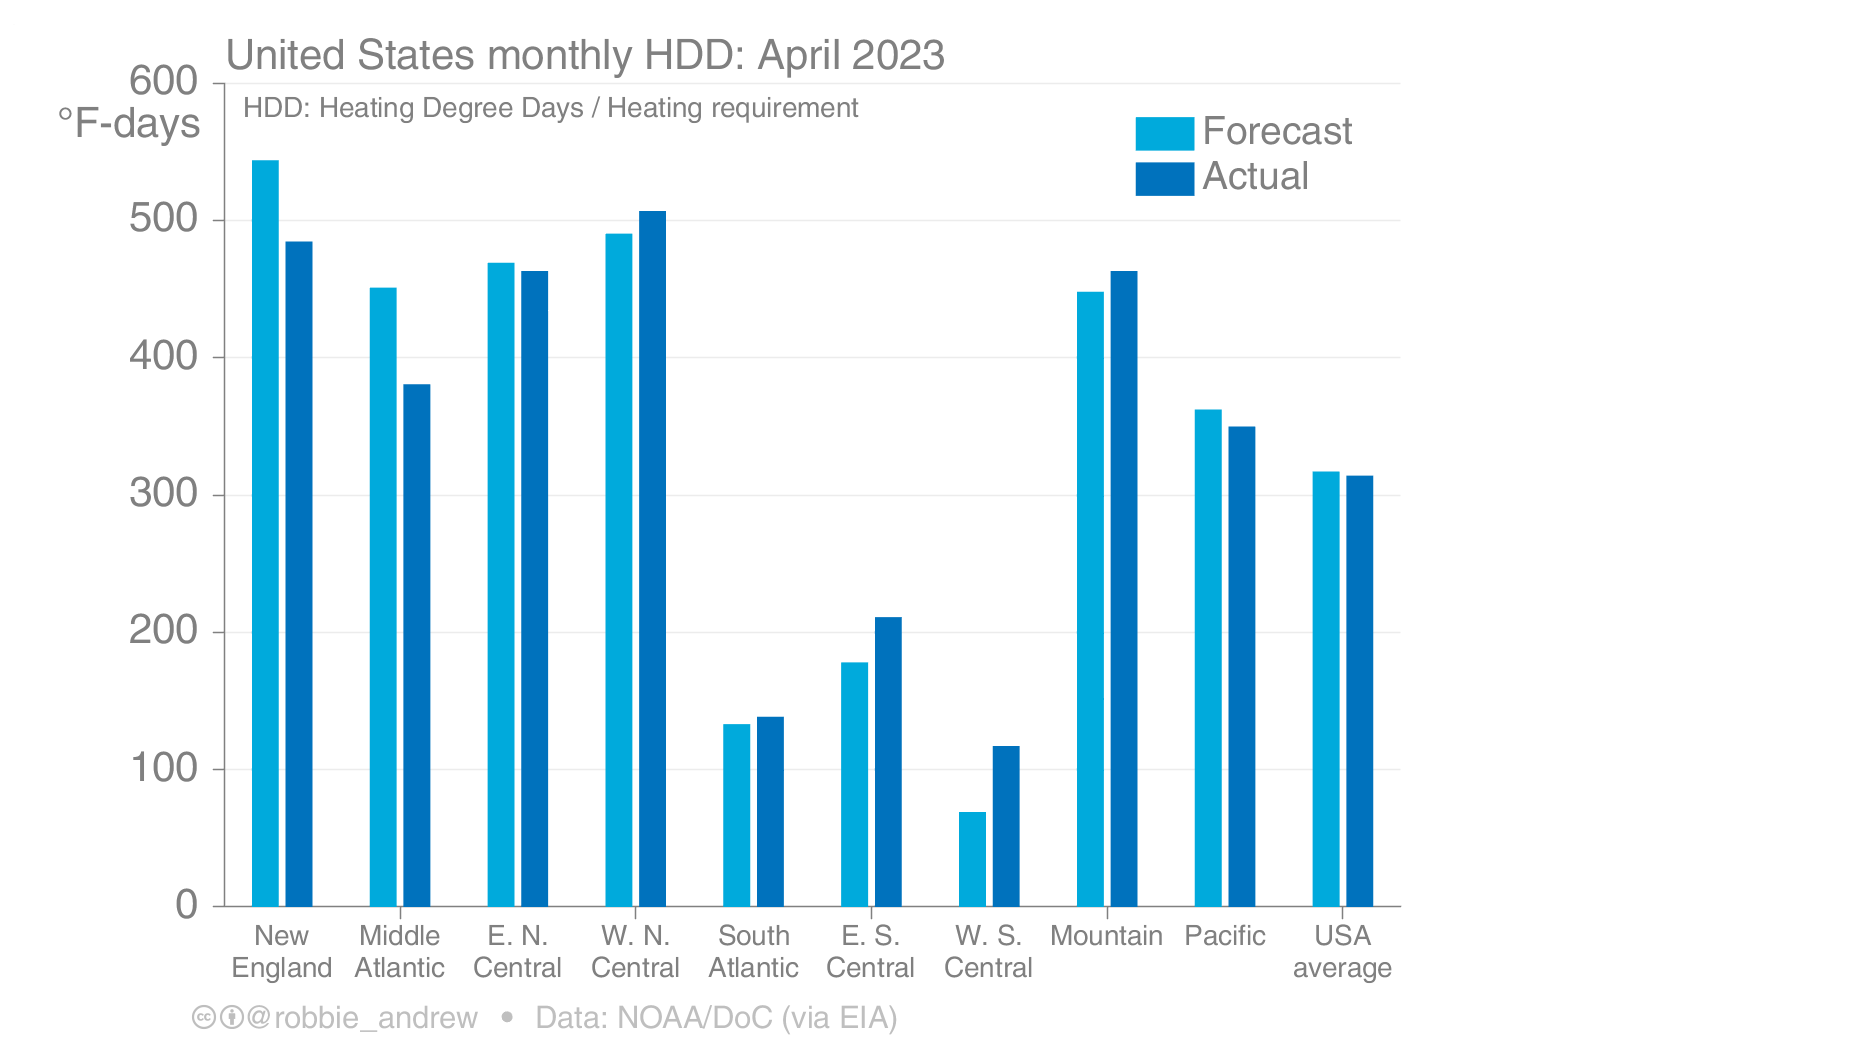 United States monthly HDD: April 2023
600
°F-days
HDD: Heating Degree Days / Heating requirement
Forecast
Actual
500
400
300
200
100
0
New England
Middle Atlantic
E. N. Central
W. N. Central
South Atlantic
E. S. Central
W. S. Central
Mountain
Pacific
USA average
@robbie_andrew • Data: NOAA/DoC (via EIA)